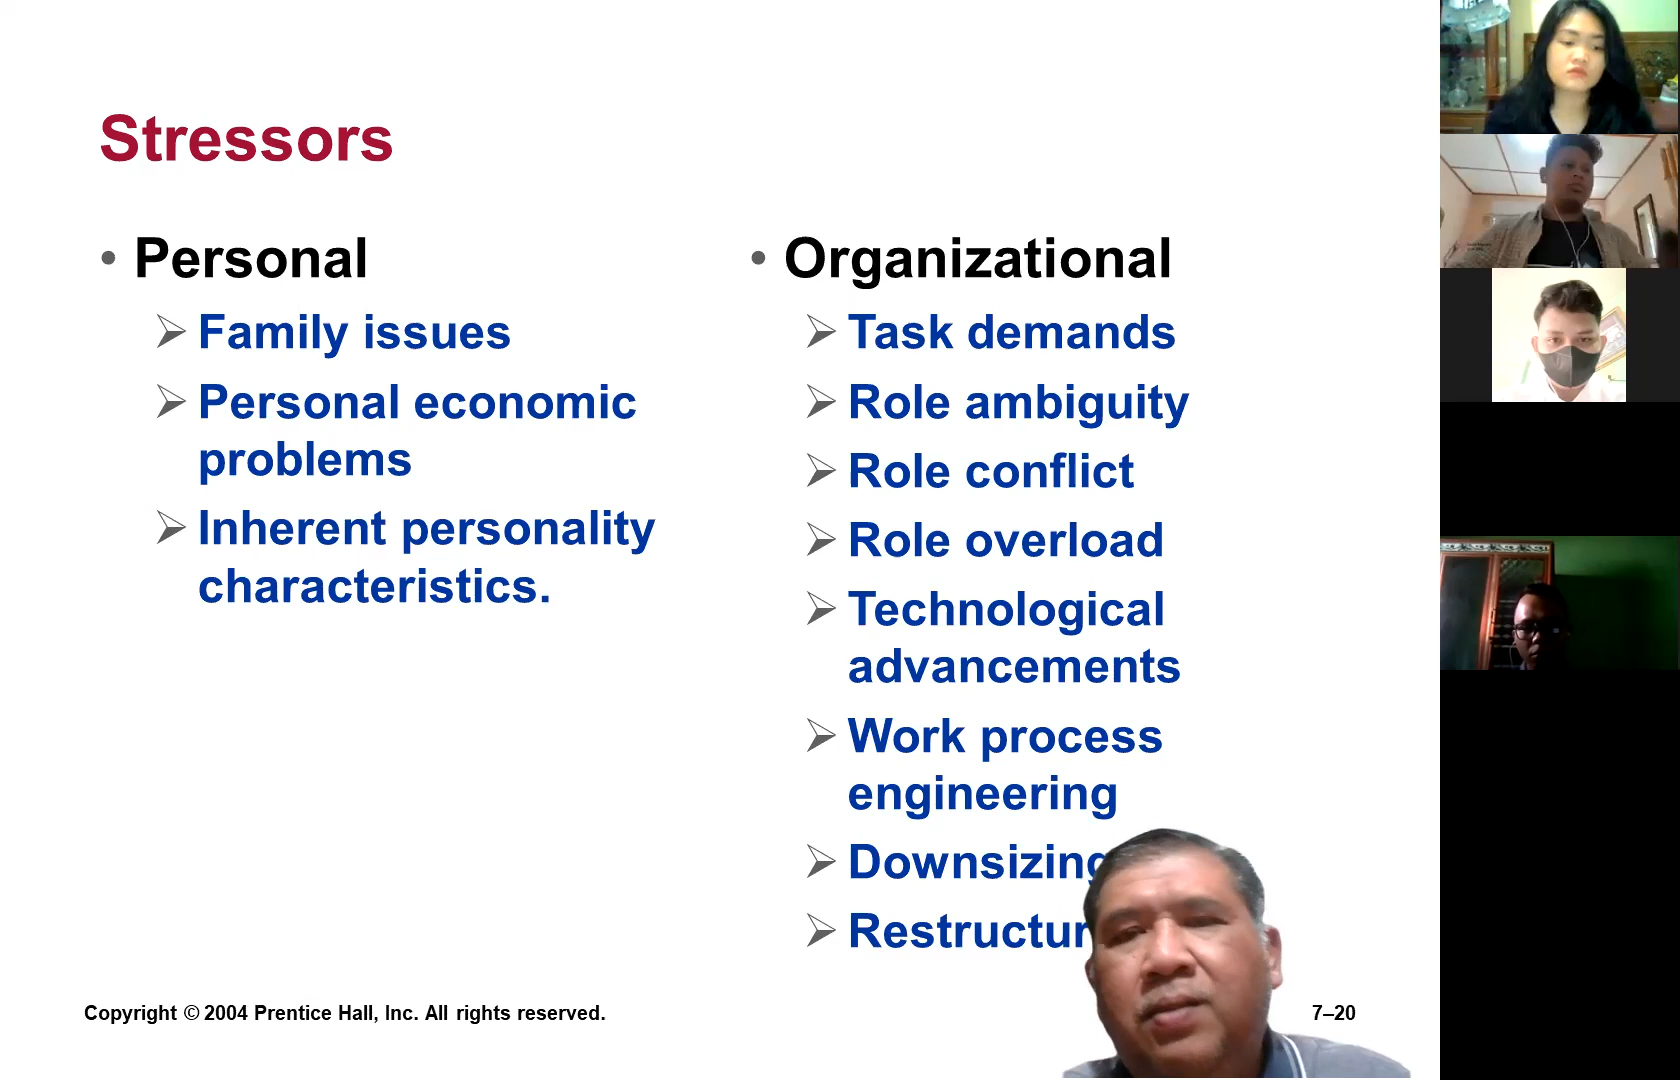 Stressors
• Personal
➢ Family issues
➢ Personal economic
problems
➢ Inherent personality
characteristics.
• Organizational
➢ Task demands
➢ Role ambiguity
➢ Role conflict
➢ Role overload
➢ Technological
advancements
➢ Work process
engineering
➢ Downsizing
➢ Restructur
Copyright © 2004 Prentice Hall, Inc. All rights reserved.
7–20